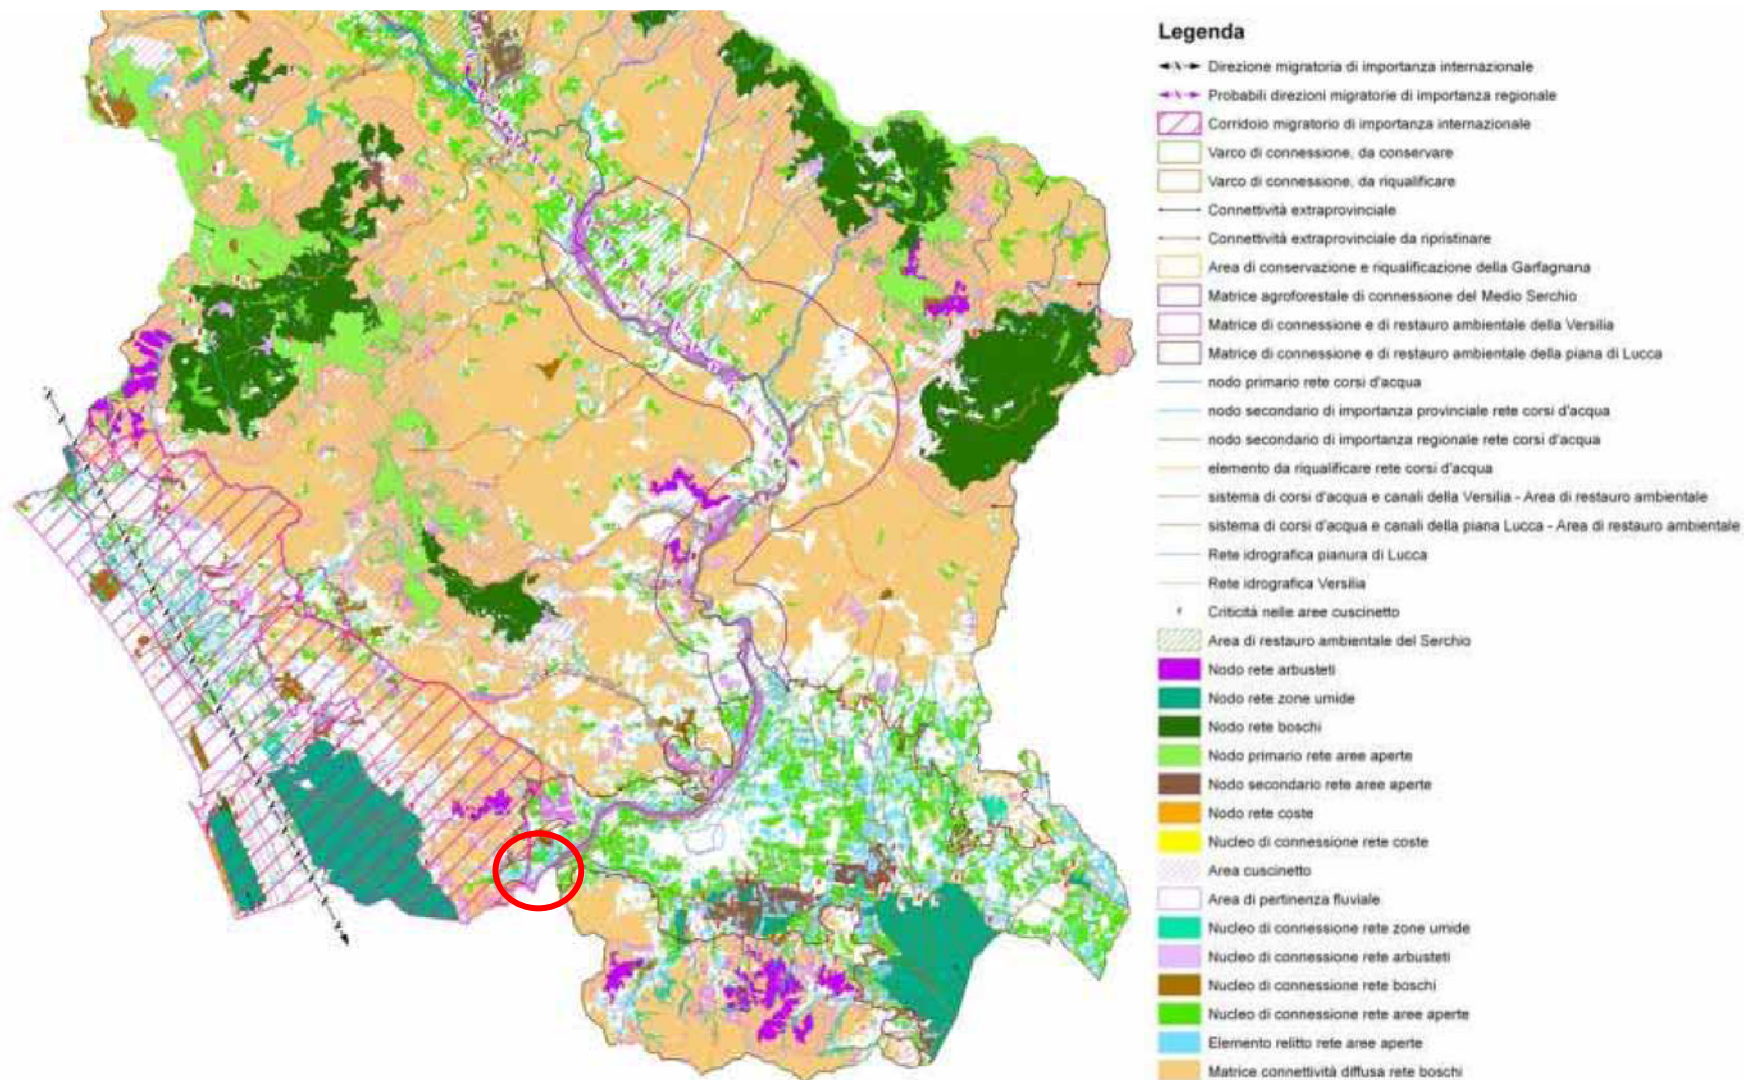 Legenda
Direzione migratoria di importanza internazionale
Probabili direzioni migratorie di importanza regionale
Corridoio migratorio di importanza internazionale
Varco di connessione, da conservare
Varco di connessione, da riqualificare
Connettività extraprovinciale
Connettività extraprovinciale da ripristinare
Area di conservazione e riqualificazione della Garfagnana
Matrice agroforestale di connessione del Medio Serchio
Matrice di connessione e di restauro ambientale della Versilia
Matrice di connessione e di restauro ambientale della piana di Lucca
nodo primario rete corsi d'acqua
nodo secondario di importanza provinciale rete corsi d'acqua
nodo secondario di importanza regionale rete corsi d'acqua
elemento da riqualificare rete corsi d'acqua
sistema di corsi d'acqua e canali della Versilia - Area di restauro ambientale
sistema di corsi d'acqua e canali della piana Lucca - Area di restauro ambientale
Rete idrografica pianura di Lucca
Rete idrografica Versilia
Criticità nelle aree cuscinetto
Area di restauro ambientale del Serchio
Nodo rete arbusteti
Nodo rete zone umide
Nodo rete boschi
Nodo primario rete aree aperte
Nodo secondario rete aree aperte
Nodo rete coste
Nucleo di connessione rete coste
Area cuscinetto
Area di pertinenza fluviale
Nucleo di connessione rete zone umide
Nucleo di connessione rete arbusteti
Nucleo di connessione rete boschi
Nucleo di connessione rete aree aperte
Elemento relitto rete aree aperte
Matrice connettività diffusa rete boschi